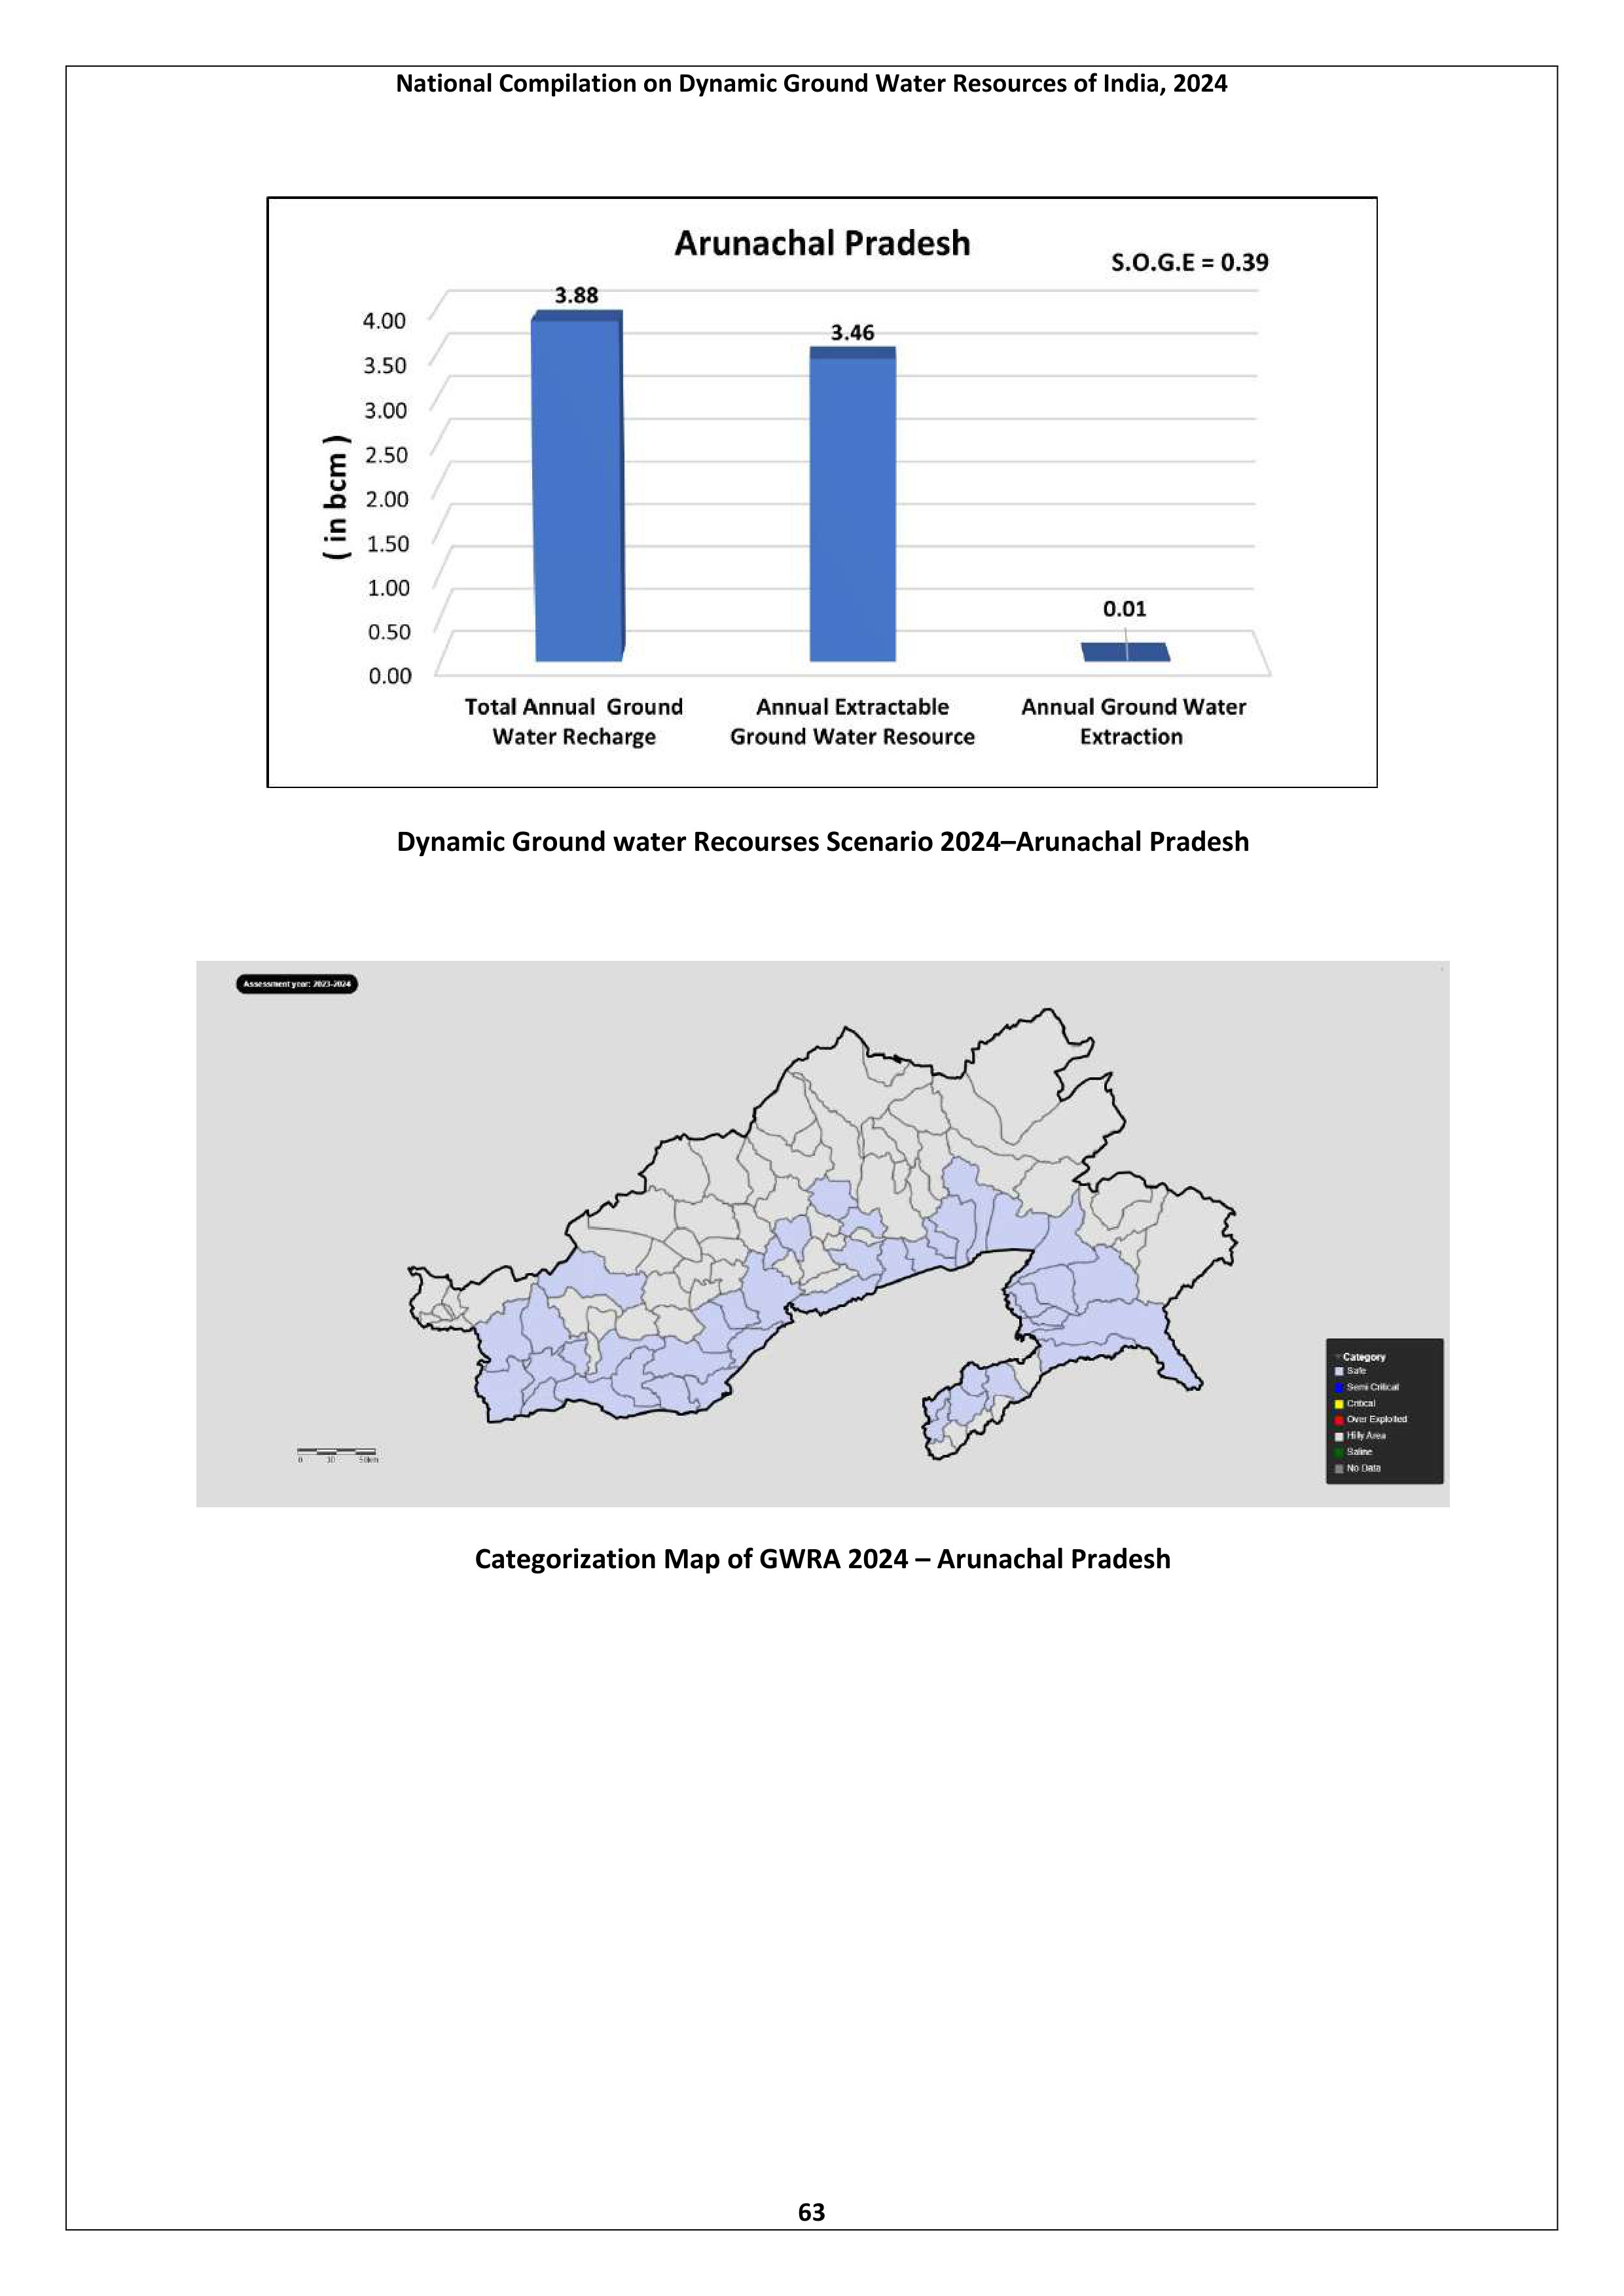 National Compilation on Dynamic Ground Water Resources of India, 2024
Arunachal Pradesh
S.O.G.E = 0.39
( in bcm )
4.00
3.50
3.00
2.50
2.00
1.50
1.00
0.50
0.00
3.88
3.46
0.01
Total Annual Ground
Water Recharge
Annual Extractable
Ground Water Resource
Annual Ground Water
Extraction
Dynamic Ground water Recourses Scenario 2024–Arunachal Pradesh
Assessment year: 2023-2024
Category
Safe
Semi Critical
Critical
Over Exploited
Hilly Area
Saline
No Data
0 10 50km
Categorization Map of GWRA 2024 – Arunachal Pradesh
63